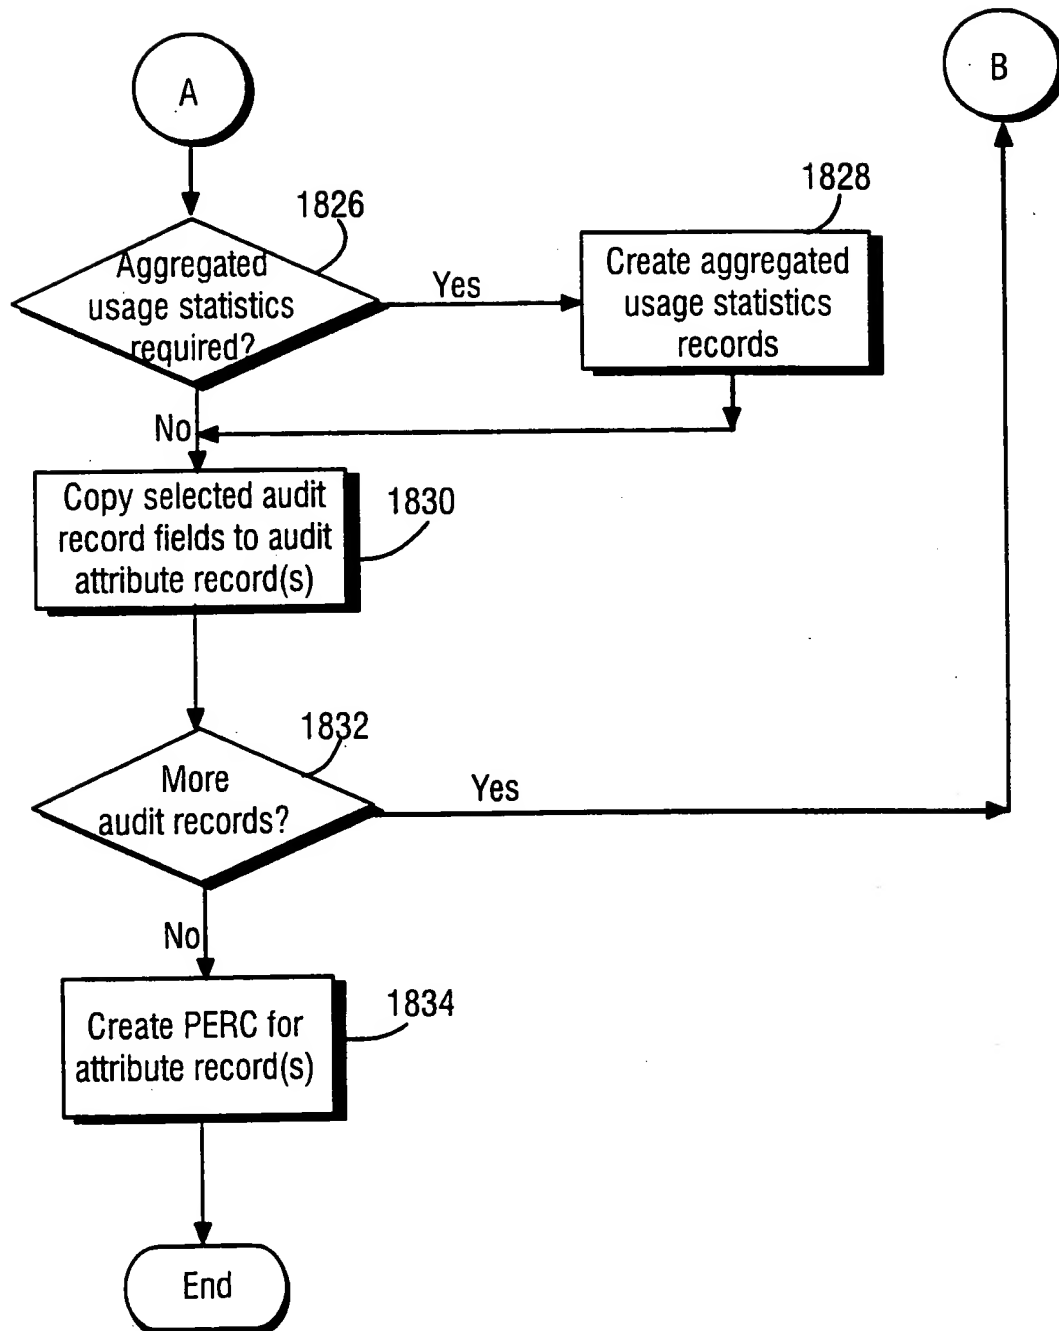 A
B
1826
1828
Aggregated
usage statistics
required?
Yes
Create aggregated
usage statistics
records
No
Copy selected audit
record fields to audit
attribute record(s)
1830
1832
More
audit records?
Yes
No
1834
Create PERC for
attribute record(s)
End